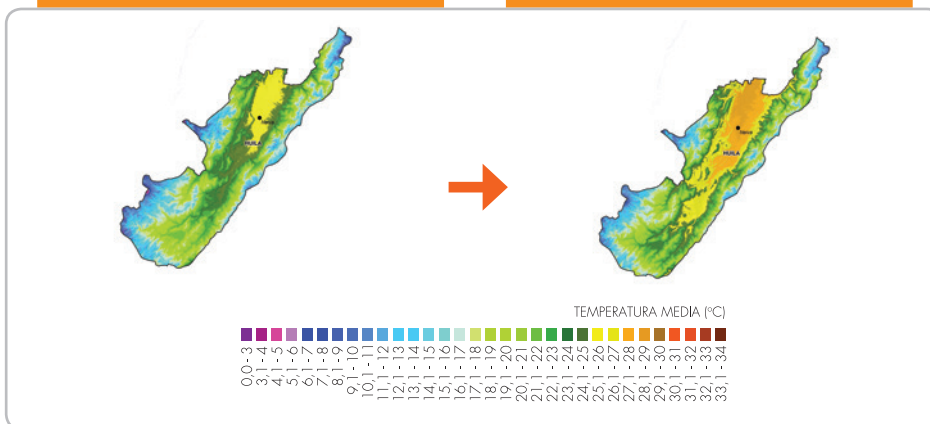 Neiva
HUILA
Neiva
HUILA
TEMPERATURA MEDIA (°C)
0,0 - 3
3,1 - 4
4,1 - 5
5,1 - 6
6,1 - 7
7,1 - 8
8,1 - 9
9,1 - 10
10,1 - 11
11,1 - 12
12,1 - 13
13,1 - 14
14,1 - 15
15,1 - 16
16,1 - 17
17,1 - 18
18,1 - 19
19,1 - 20
20,1 - 21
21,1 - 22
22,1 - 23
23,1 - 24
24,1 - 25
25,1 - 26
26,1 - 27
27,1 - 28
28,1 - 29
29,1 - 30
30,1 - 31
31,1 - 32
32,1 - 33
33,1 - 34